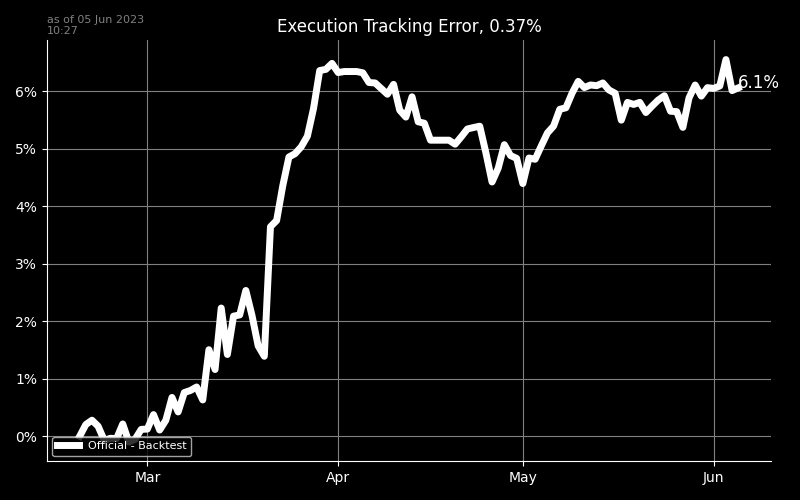 as of 05 Jun 2023
10:27
Execution Tracking Error, 0.37%
6.1%
6%
5%
4%
3%
2%
1%
0%
Official - Backtest
Mar Apr May Jun